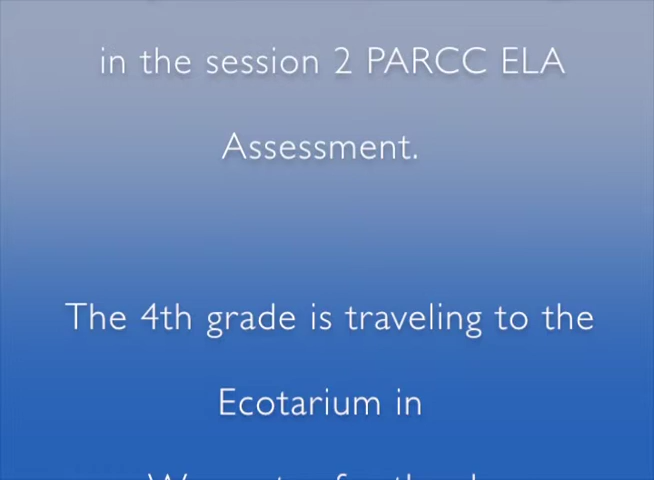 in the session 2 PARCC ELA
Assessment.
The 4th grade is traveling to the
Ecotarium in